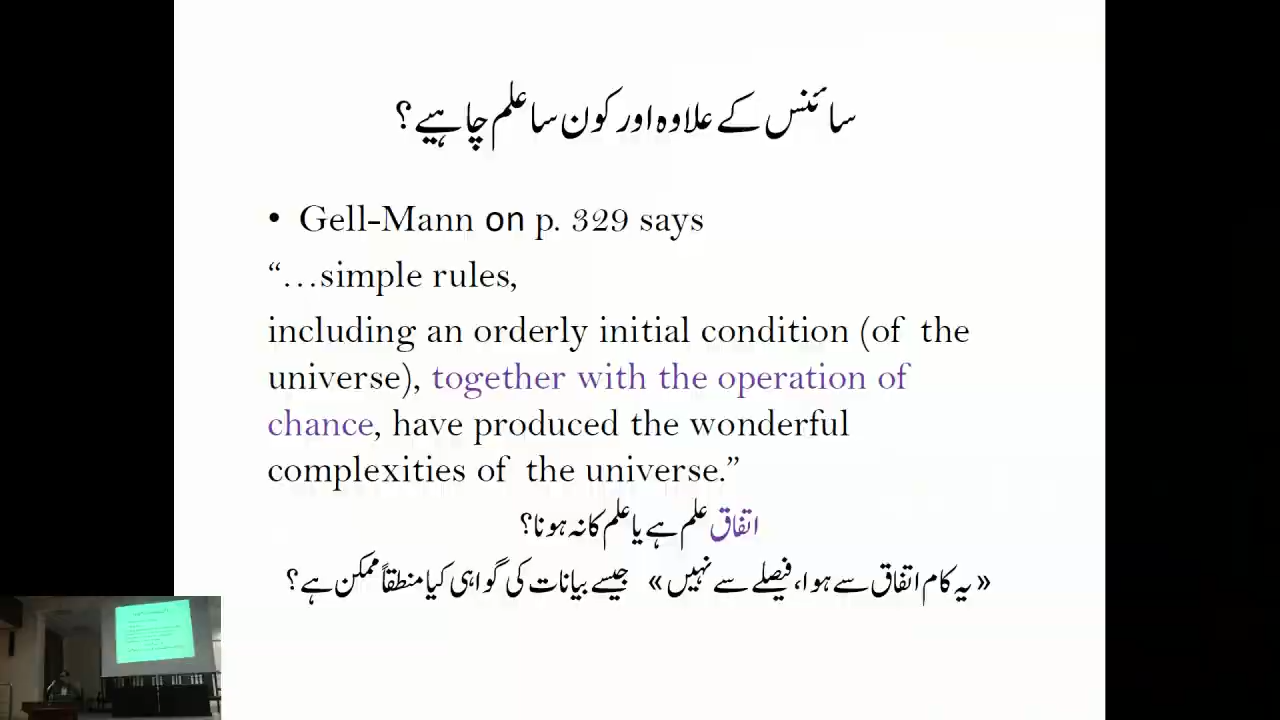 سائنس کے علاوہ اور کون سا علم چاہیے؟
• Gell-Mann on p. 329 says
“…simple rules,
including an orderly initial condition (of the
universe), together with the operation of
chance, have produced the wonderful
complexities of the universe.”
اتفاق علم ہے یا علم کا نہ ہونا؟
« یہ کام اتفاق سے ہوا، فیصلے سے نہیں » جیسے بیانات کی گواہی کیا منطقاً ممکن ہے؟